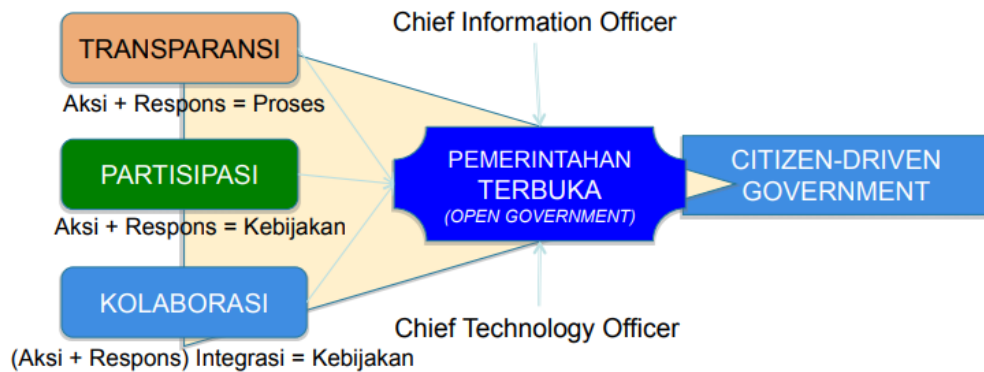 Chief Information Officer
TRANSPARANSI
Aksi + Respons = Proses
PARTISIPASI
Aksi + Respons = Kebijakan
KOLABORASI
(Aksi + Respons) Integrasi = Kebijakan
PEMERINTAHAN
TERBUKA
(OPEN GOVERNMENT)
CITIZEN-DRIVEN
GOVERNMENT
Chief Technology Officer